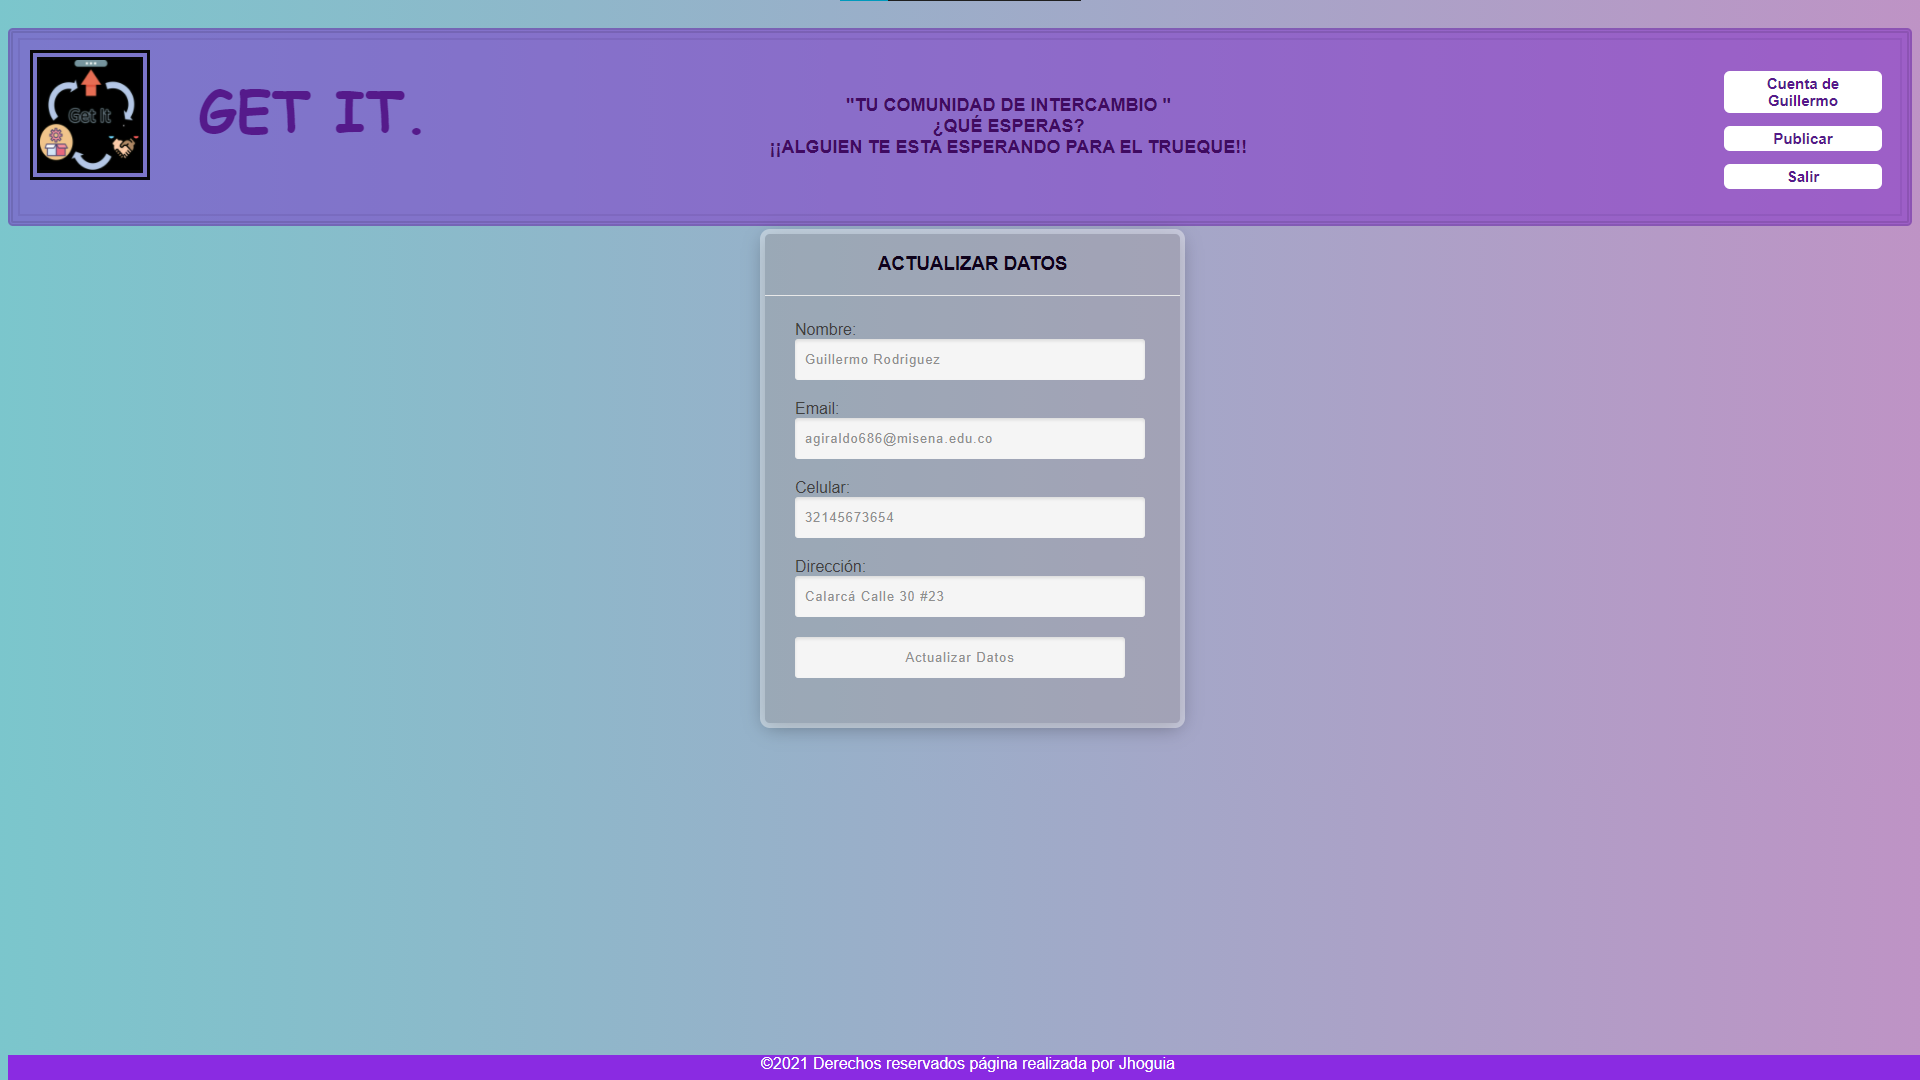 Get It
GET IT.
"TU COMUNIDAD DE INTERCAMBIO "
¿QUÉ ESPERAS?
¡¡ALGUIEN TE ESTA ESPERANDO PARA EL TRUEQUE!!
Cuenta de
Guillermo
Publicar
Salir
ACTUALIZAR DATOS
Nombre:
Guillermo Rodriguez
Email:
agiraldo686@misena.edu.co
Celular:
32145673654
Dirección:
Calarcá Calle 30 #23
Actualizar Datos
©2021 Derechos reservados página realizada por Jhoguia